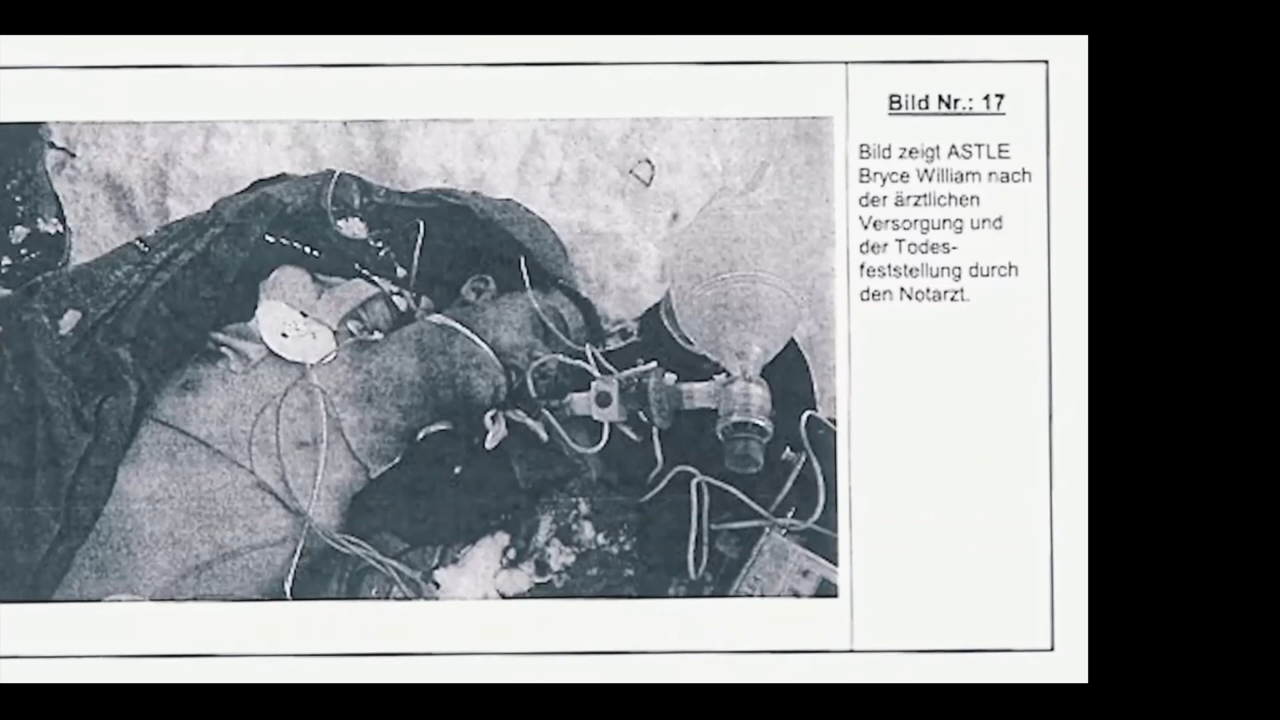 Bild Nr.: 17
Bild zeigt ASTLE
Bryce William nach
der ärztlichen
Versorgung und
der Todes-
feststellung durch
den Notarzt.